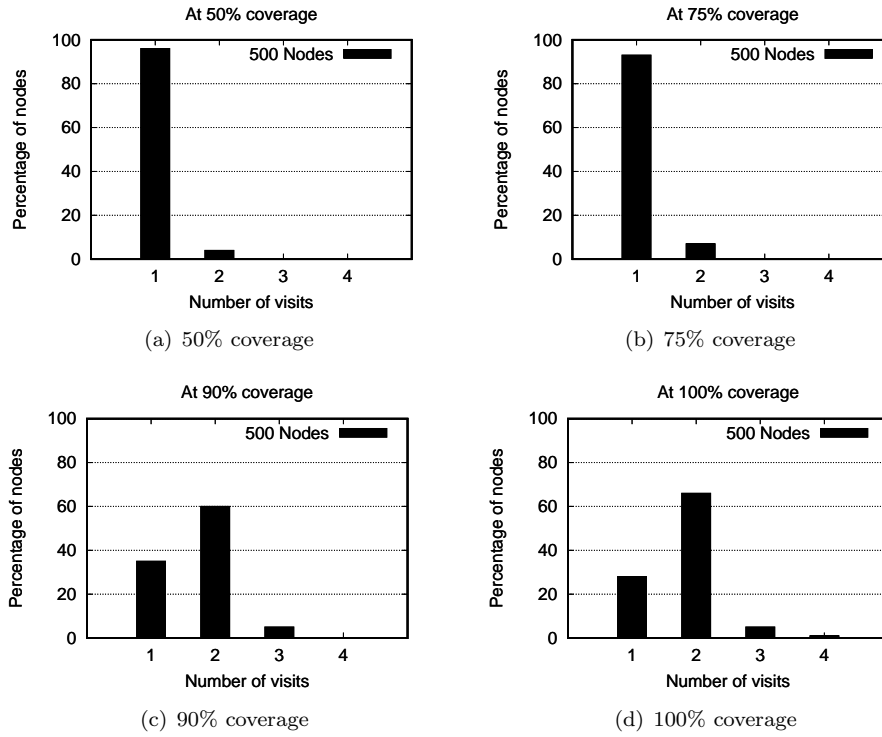 At 50% coverage
100
80
60
40
20
0
Percentage of nodes
500 Nodes
1 2 3 4
Number of visits
(a) 50% coverage
At 75% coverage
100
80
60
40
20
0
Percentage of nodes
500 Nodes
1 2 3 4
Number of visits
(b) 75% coverage
At 90% coverage
100
80
60
40
20
0
Percentage of nodes
500 Nodes
1 2 3 4
Number of visits
(c) 90% coverage
At 100% coverage
100
80
60
40
20
0
Percentage of nodes
500 Nodes
1 2 3 4
Number of visits
(d) 100% coverage